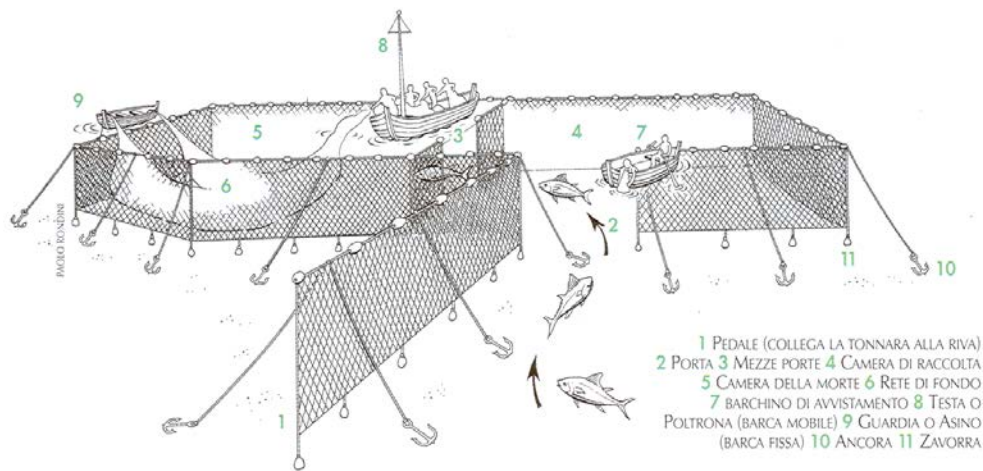 8
9
5
3
4
7
6
2
PAOLO RONDINI
11
10
1
1 PEDALE (COLLEGA LA TONNARA ALLA RIVA)
2 PORTA 3 MEZZE PORTE 4 CAMERA DI RACCOLTA
5 CAMERA DELLA MORTE 6 RETE DI FONDO
7 BARCHINO DI AVVISTAMENTO 8 TESTA O
POLTRONA (BARCA MOBILE) 9 GUARDIA O ASINO
(BARCA FISSA) 10 ANCORA 11 ZAVORRA